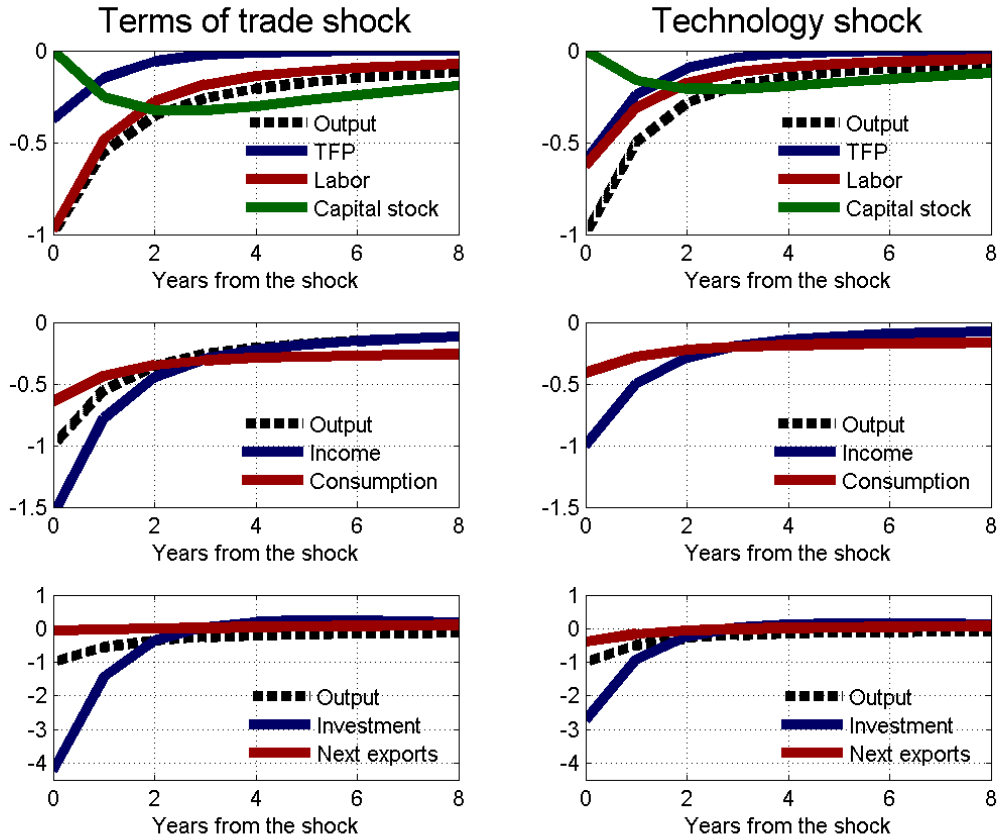 Terms of trade shock
Technology shock
0
-0.5
-1
Output
TFP
Labor
Capital stock
0 2 4 6 8
Years from the shock
0
-0.5
-1
Output
TFP
Labor
Capital stock
0 2 4 6 8
Years from the shock
0
-0.5
-1
-1.5
Output
Income
Consumption
0 2 4 6 8
Years from the shock
0
-0.5
-1
-1.5
Output
Income
Consumption
0 2 4 6 8
Years from the shock
1
0
-1
-2
-3
-4
Output
Investment
Next exports
0 2 4 6 8
Years from the shock
1
0
-1
-2
-3
-4
Output
Investment
Next exports
0 2 4 6 8
Years from the shock